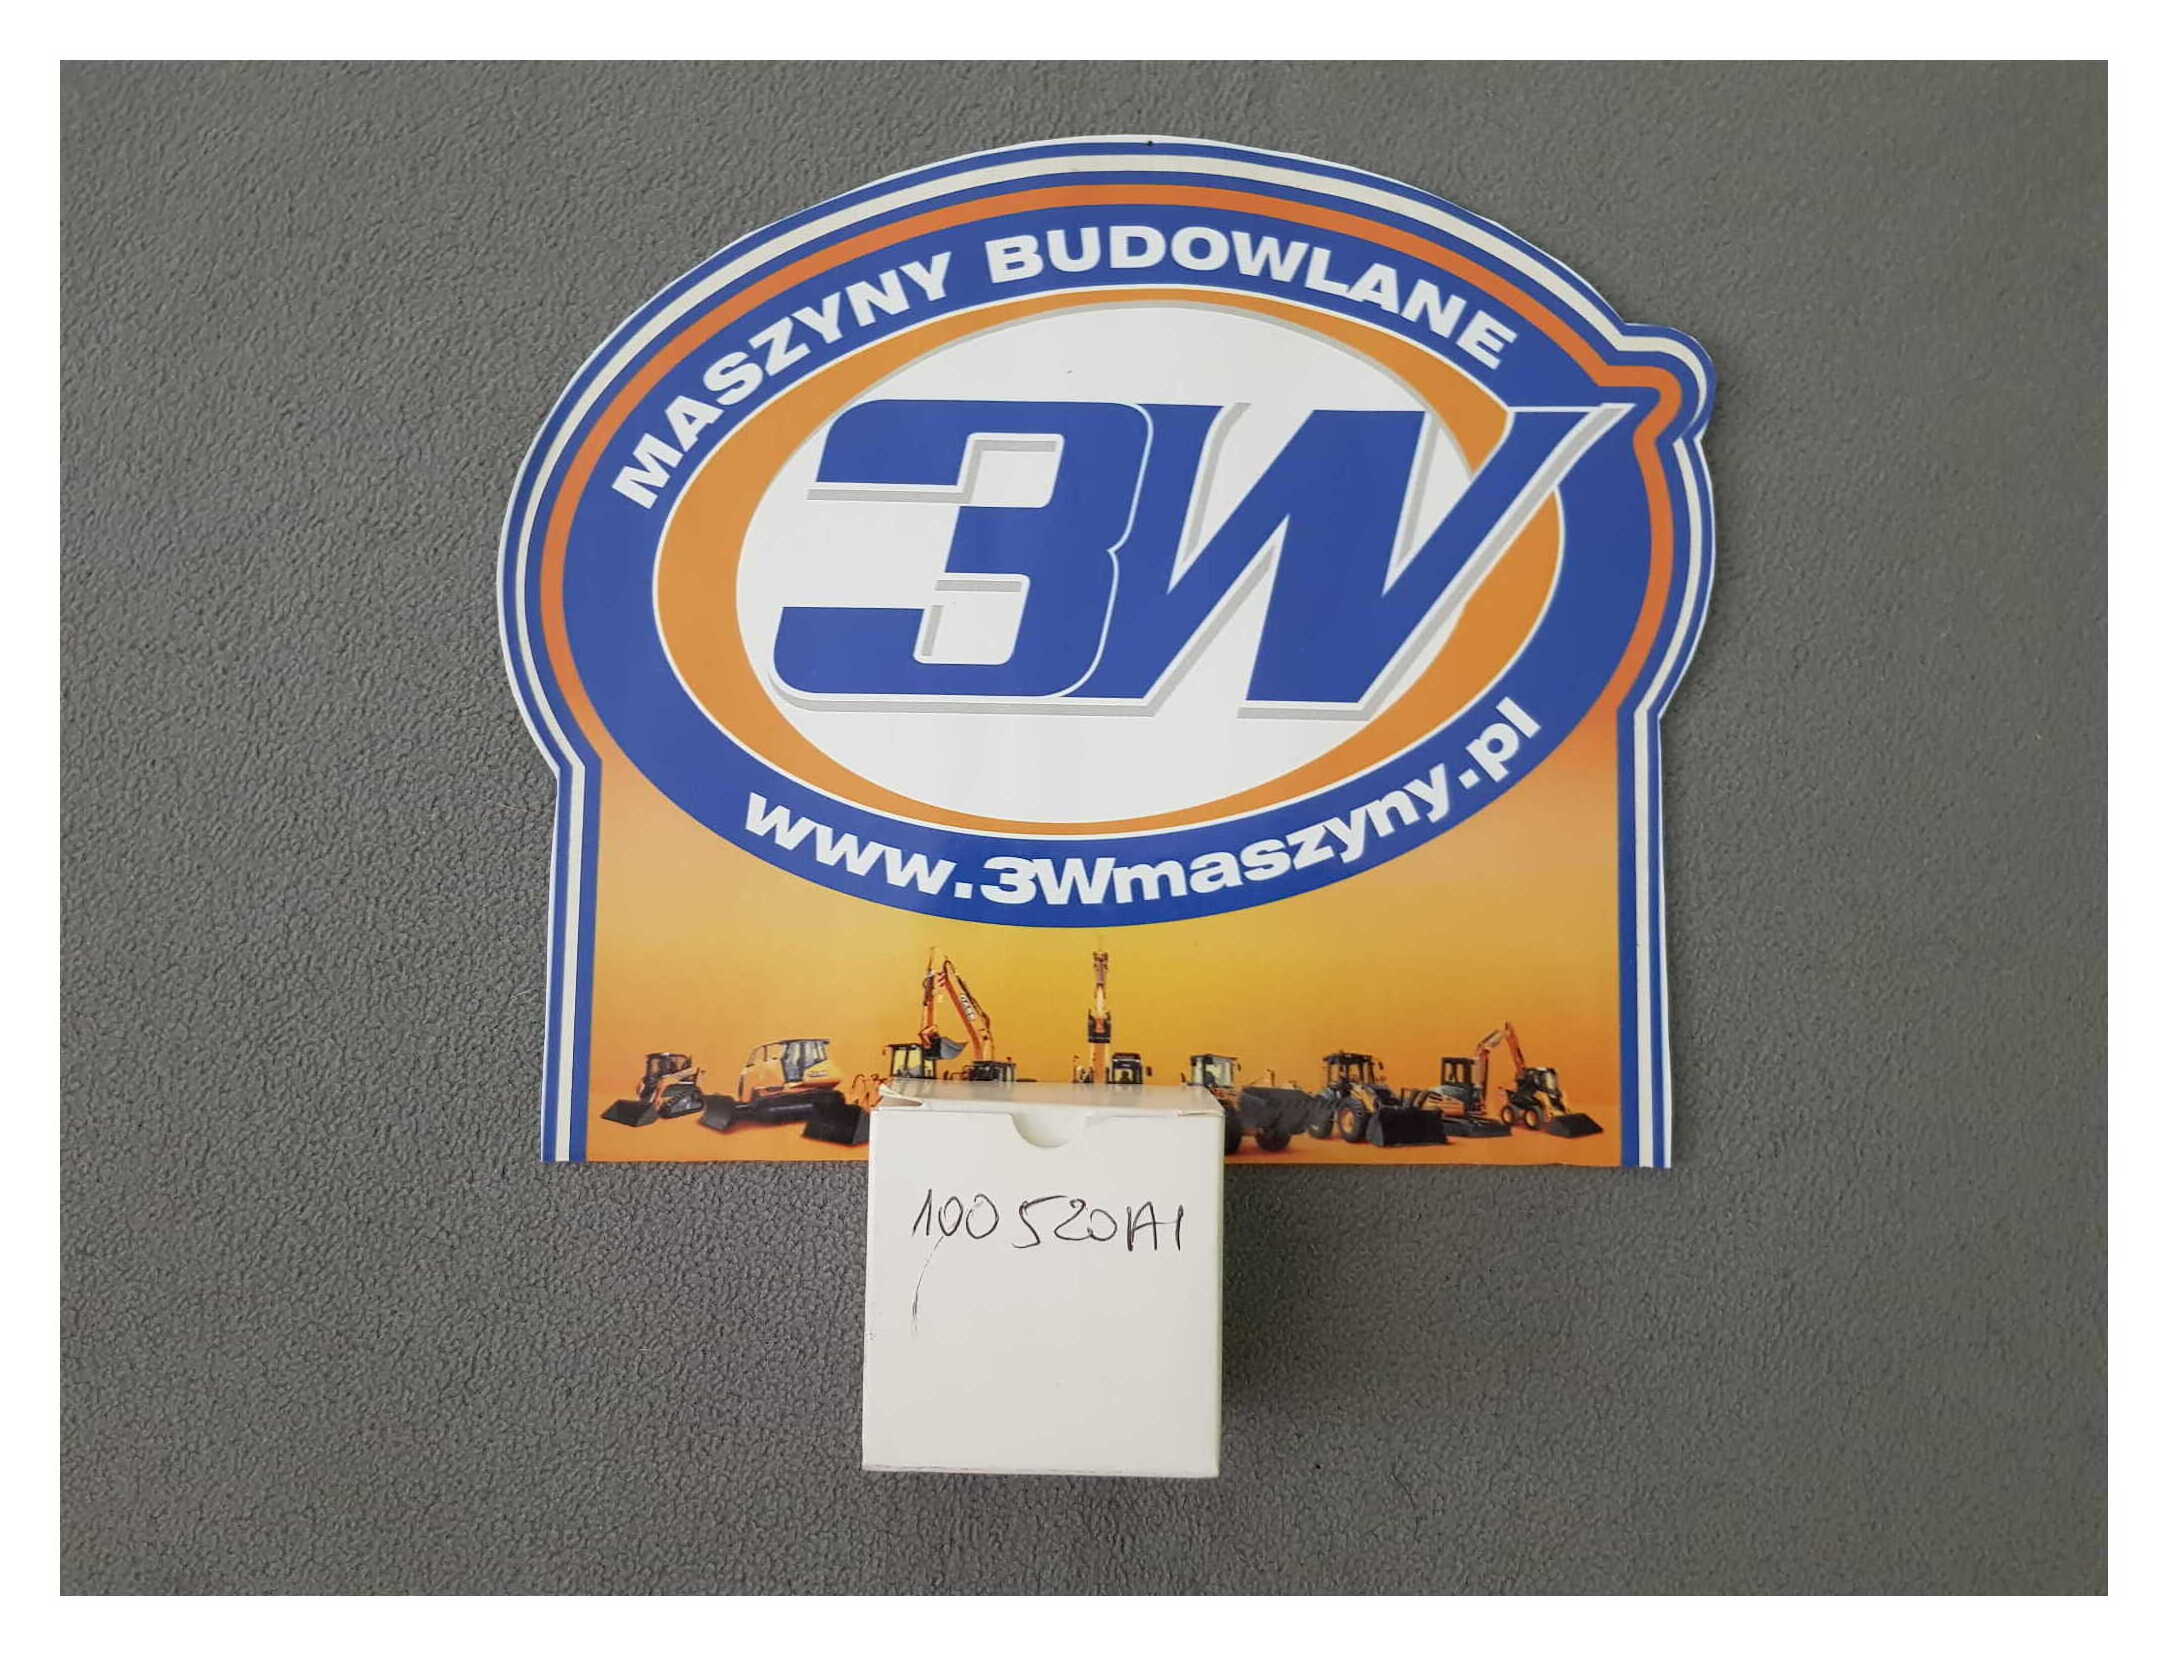 MASZYNY BUDOWLANE
3W
www.3Wmaszyny.pl
100520A1